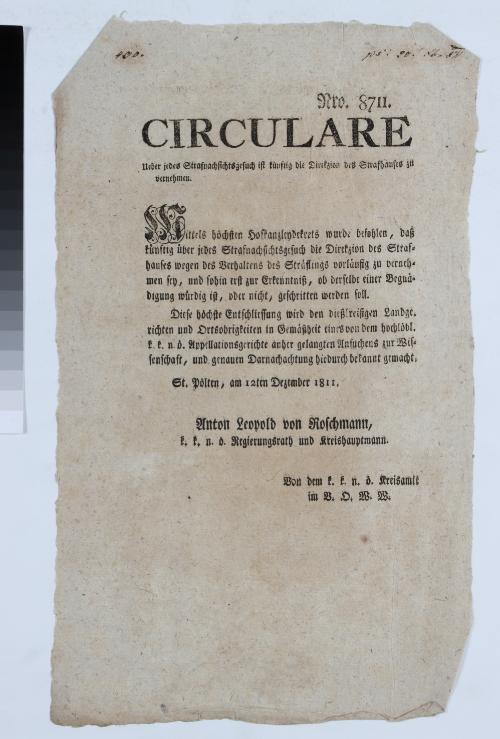 400.
Nro. 8711.
CIRCULARE
Ueber jedes Strafnachsichtsgesuch ist künftig die Direkzion des Strafhauses zu
vernehmen.
Mittels höchsten Hofkanzleydekrets wurde befohlen, daß
künftig über jedes Strafnachsichtsgesuch die Direkzion des Straf-
hauses wegen des Verhaltens des Sträflings vorläufig zu verneh-
men sey, und sohin erst zur Erkenntniß, ob derselbe einer Begnä-
digung würdig ist, oder nicht, geschritten werden soll.
Diese höchste Entschliessung wird den dießkreisigen Landge-
richten und Ortsobrigkeiten in Gemäßheit eines von dem hochlöbl.
k. k. n. ö. Appellationsgerichte anher gelangten Ansuchens zur Wis-
senschaft, und genauen Darnachachtung hiedurch bekannt gemacht.
St. Pölten, am 12ten Dezember 1811.
Anton Leopold von Roschmann,
k. k. n. ö. Regierungsrath und Kreishauptmann.
Von dem k. k. n. ö. Kreisamte
im V. O. W. W.